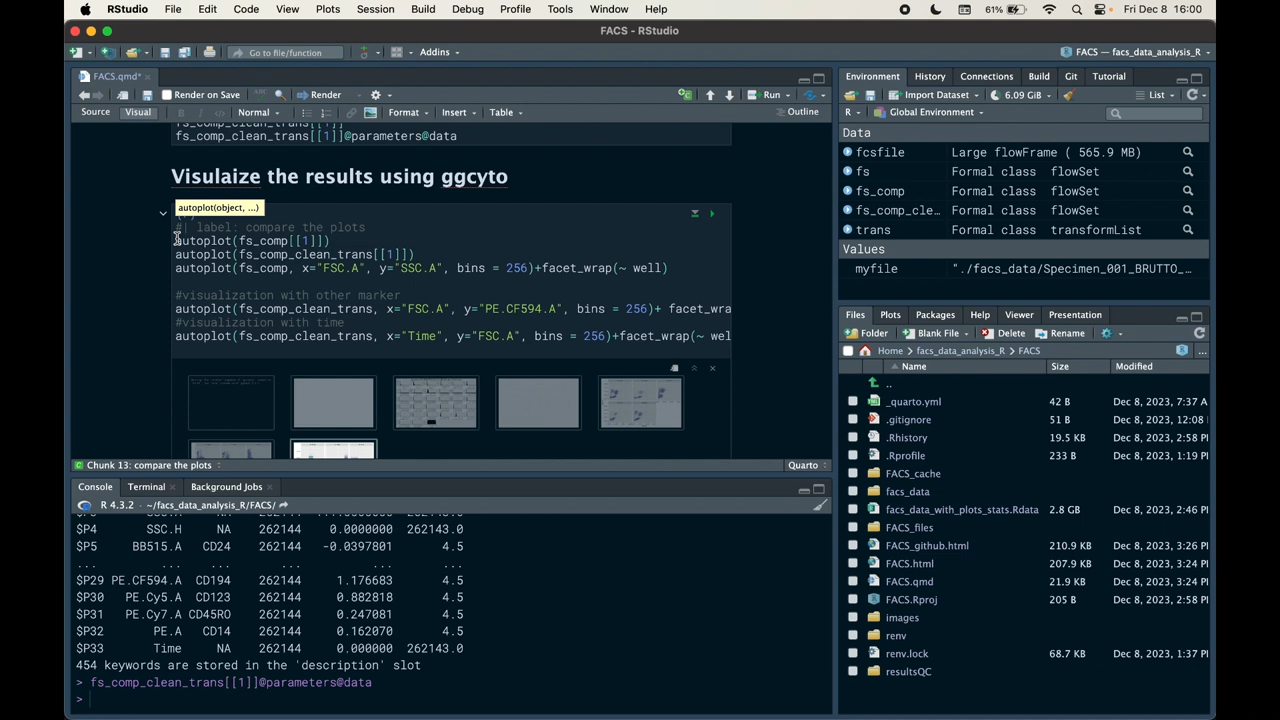 RStudio File Edit Code View Plots Session Build Debug Profile Tools Window Help 61% Fri Dec 8 16:00
FACS - RStudio
Go to file/function Addins FACS — facs_data_analysis_R
FACS.qmd*
Render on Save ABC Render Run
Source Visual B I Normal Format Insert Table Outline
fs_comp_clean_trans[[1]]
fs_comp_clean_trans[[1]]@parameters@data
Visulaize the results using ggcyto
autoplot(object, ...)
#| label: compare the plots
autoplot(fs_comp[[1]])
autoplot(fs_comp_clean_trans[[1]])
autoplot(fs_comp, x="FSC.A", y="SSC.A", bins = 256)+facet_wrap(~ well)
#visualization with other marker
autoplot(fs_comp_clean_trans, x="FSC.A", y="PE.CF594.A", bins = 256)+ facet_wra
#visualization with time
autoplot(fs_comp_clean_trans, x="Time", y="FSC.A", bins = 256)+facet_wrap(~ wel
Chunk 13: compare the plots Quarto
Console Terminal Background Jobs
R 4.3.2 · ~/facs_data_analysis_R/FACS/
$P4 SSC.H NA 262144 0.0000000 262143.0
$P5 BB515.A CD24 262144 -0.0397801 4.5
... ... ... ... ... ...
$P29 PE.CF594.A CD194 262144 1.176683 4.5
$P30 PE.Cy5.A CD123 262144 0.882818 4.5
$P31 PE.Cy7.A CD45RO 262144 0.247081 4.5
$P32 PE.A CD14 262144 0.162070 4.5
$P33 Time NA 262144 0.000000 262143.0
454 keywords are stored in the 'description' slot
> fs_comp_clean_trans[[1]]@parameters@data
>
Environment History Connections Build Git Tutorial
Import Dataset 6.09 GiB List
R Global Environment
Data
fcsfile Large flowFrame ( 565.9 MB)
fs Formal class flowSet
fs_comp Formal class flowSet
fs_comp_cle… Formal class flowSet
trans Formal class transformList
Values
myfile "./facs_data/Specimen_001_BRUTTO_…
Files Plots Packages Help Viewer Presentation
Folder Blank File Delete Rename
Home facs_data_analysis_R FACS ...
Name Size Modified
..
_quarto.yml 42 B Dec 8, 2023, 7:37 A
.gitignore 51 B Dec 8, 2023, 12:08
.Rhistory 19.5 KB Dec 8, 2023, 2:58 P
.Rprofile 233 B Dec 8, 2023, 1:19 P
FACS_cache
facs_data
facs_data_with_plots_stats.Rdata 2.8 GB Dec 8, 2023, 2:46 P
FACS_files
FACS_github.html 210.9 KB Dec 8, 2023, 3:26 P
FACS.html 207.9 KB Dec 8, 2023, 3:24 P
FACS.qmd 21.9 KB Dec 8, 2023, 3:24 P
FACS.Rproj 205 B Dec 8, 2023, 2:58 P
images
renv
renv.lock 68.7 KB Dec 8, 2023, 1:37 P
resultsQC